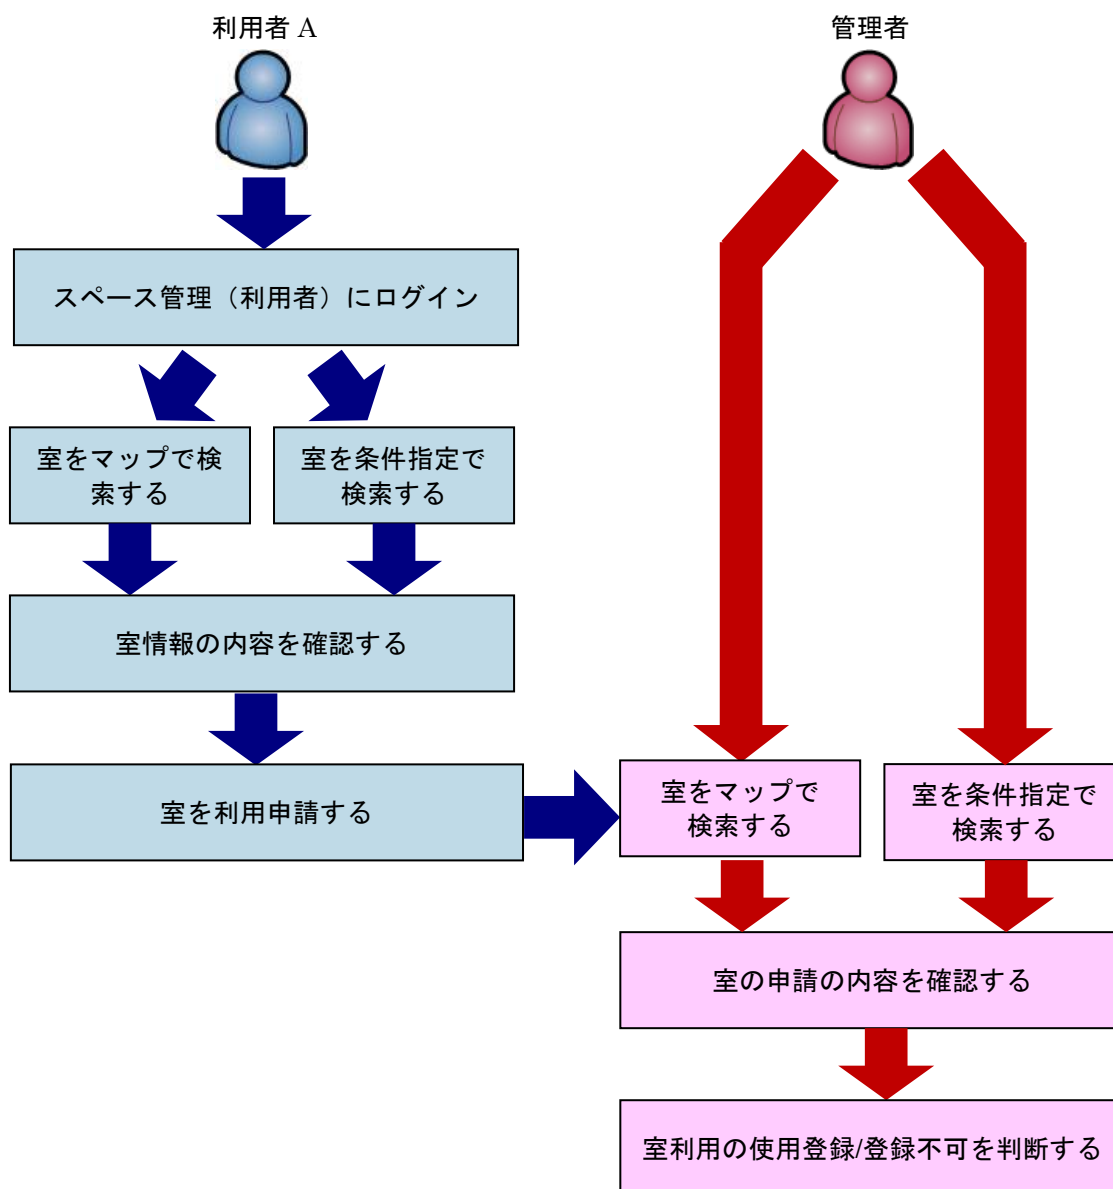 利用者 A
管理者
スペース管理（利用者）にログイン
室をマップで検
索する
室を条件指定で
検索する
室情報の内容を確認する
室を利用申請する
室をマップで
検索する
室を条件指定で
検索する
室の申請の内容を確認する
室利用の使用登録/登録不可を判断する